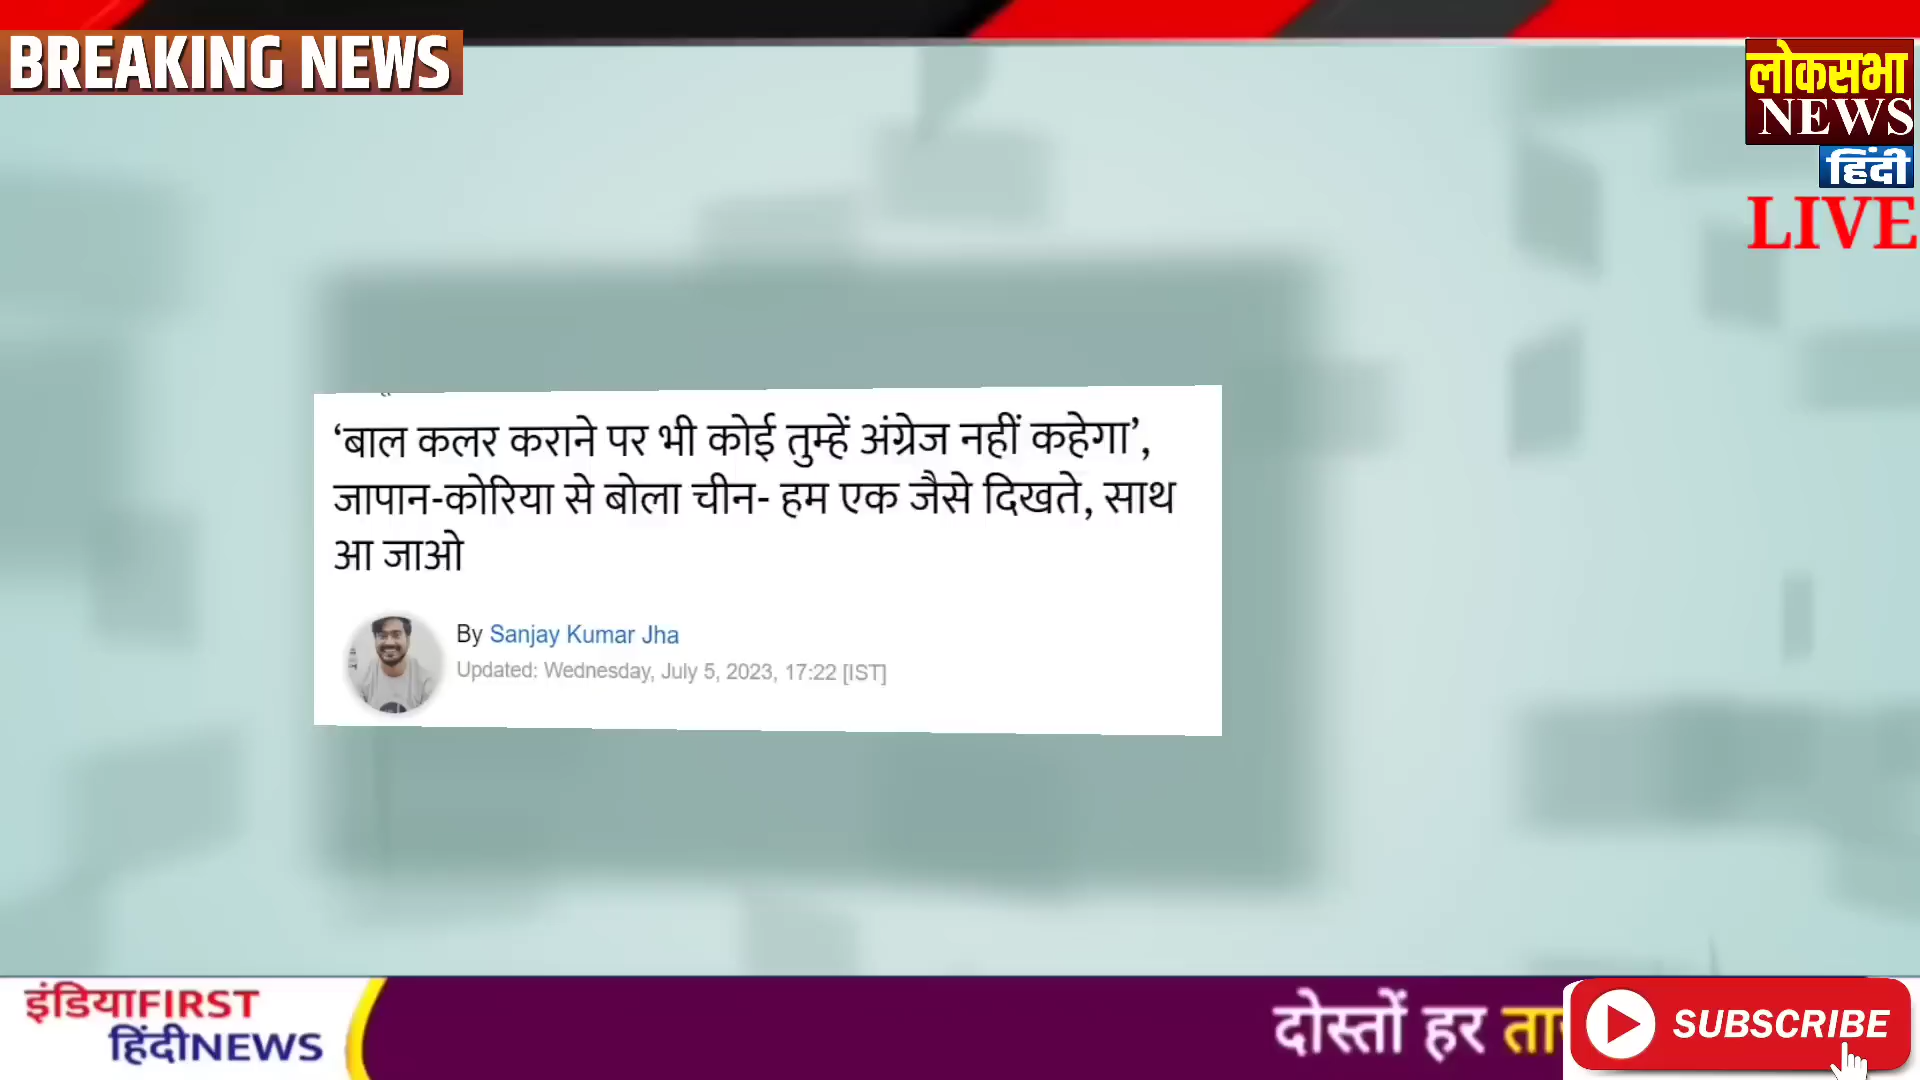 BREAKING NEWS
लोकसभा
NEWS
हिंदी
LIVE
‘बाल कलर कराने पर भी कोई तुम्हें अंग्रेज नहीं कहेगा’,
जापान-कोरिया से बोला चीन- हम एक जैसे दिखते, साथ
आ जाओ
By Sanjay Kumar Jha
Updated: Wednesday, July 5, 2023, 17:22 [IST]
इंडियाFIRST
हिंदीNEWS
दोस्तों हर
SUBSCRIBE